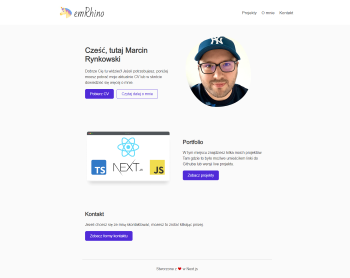 emRhino
Projekty O mnie Kontakt
Cześć, tutaj Marcin
Rynkowski
Dobrze Cię tu widzieć! Jeżeli potrzebujesz, poniżej
możesz pobrać moje aktualne CV lub w stronie
dowiedzieć się więcej o mnie.
Pobierz CV
Czytaj dalej o mnie
TS
NEXT.JS
JS
Portfolio
W tym miejscu znajdziesz kilka moich projektów.
Tam gdzie to było możliwe umieściłem linki do
Githuba lub wersji live projektu.
Zobacz projekty
Kontakt
Jeżeli chcesz się ze mną skontaktować, możesz to zrobić klikając poniżej.
Zobacz formy kontaktu
Stworzone z ❤ w Next.js